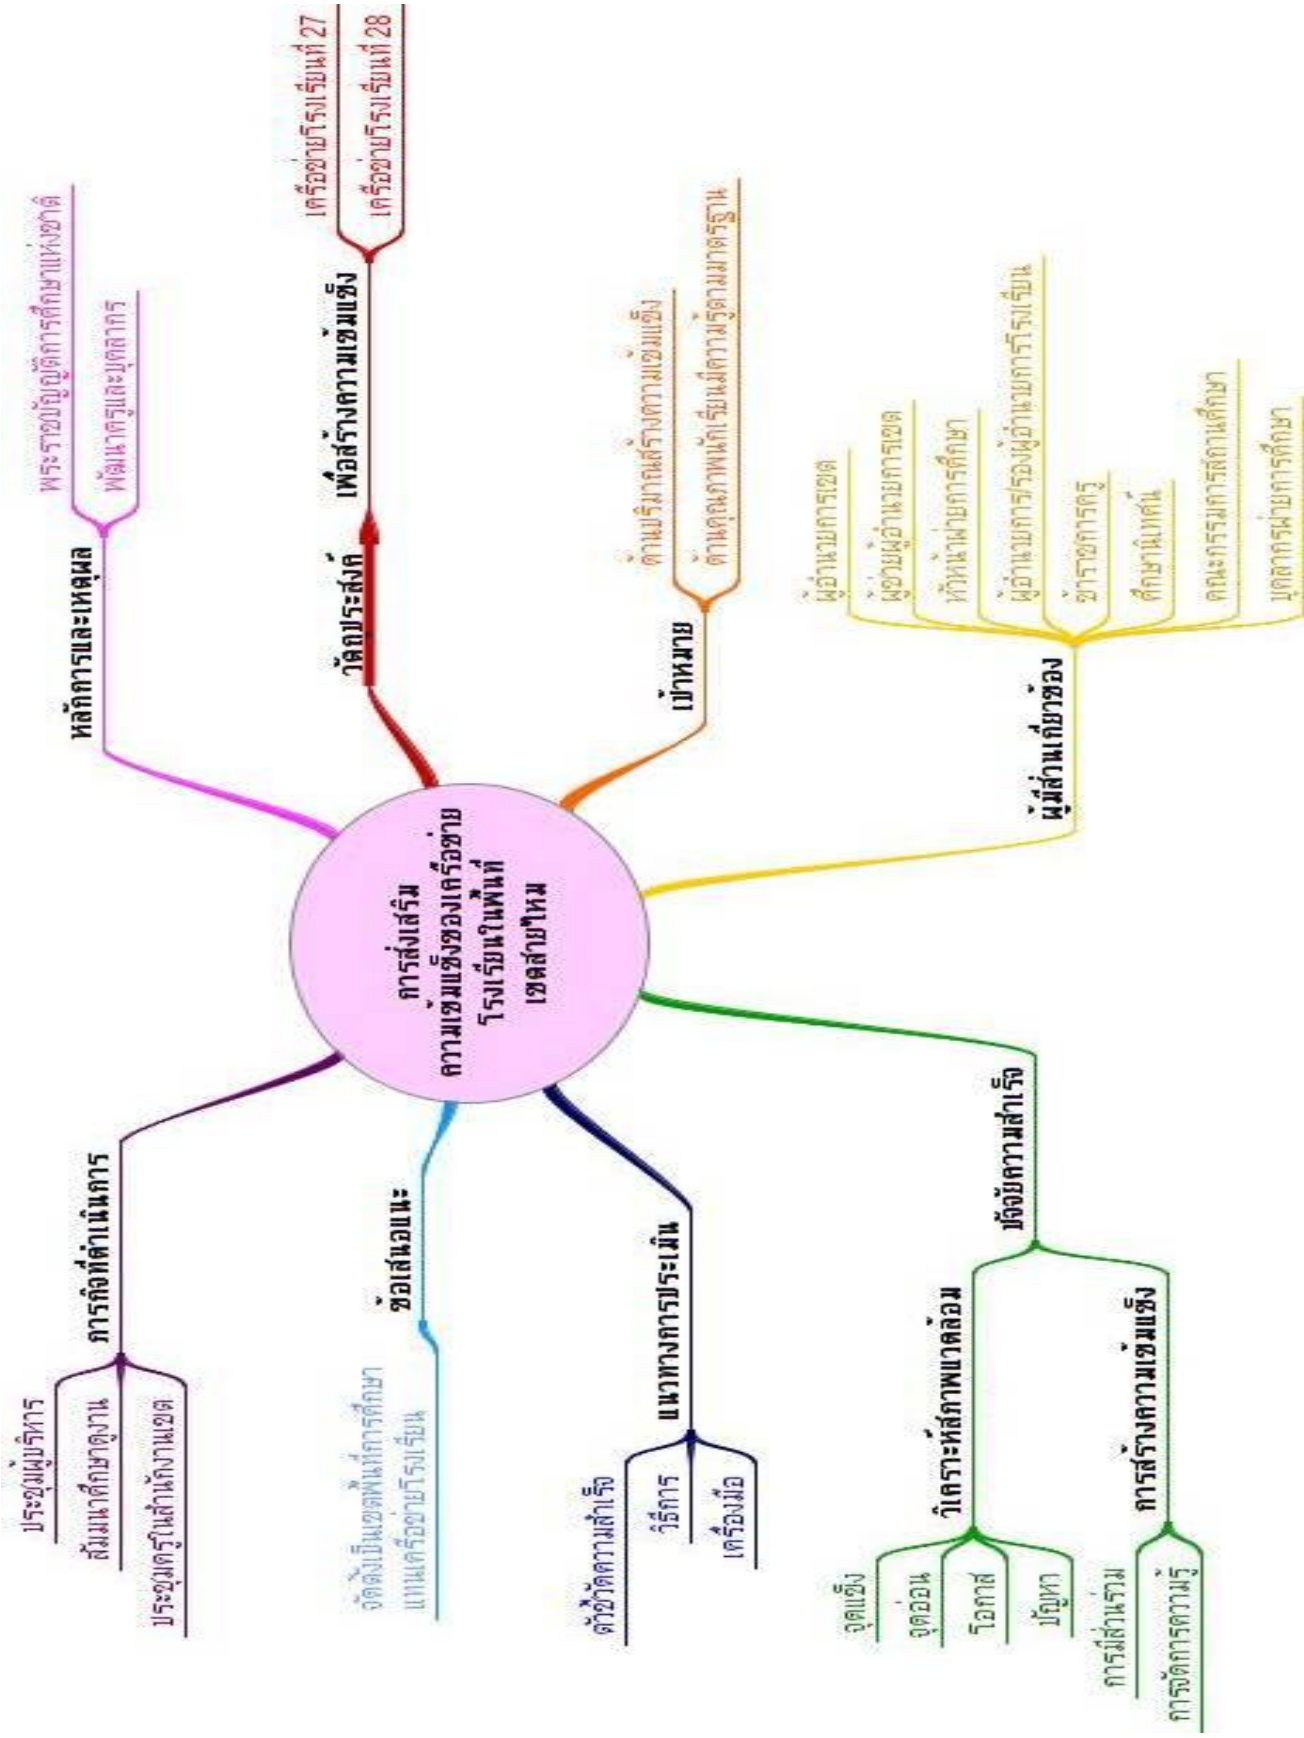 การส่งเสริม
ความเข้มแข็งของเครือข่าย
โรงเรียนในพื้นที่
เขตสายไหม
หลักการและเหตุผล
พระราชบัญญัติการศึกษาแห่งชาติ
พัฒนาครูและบุคลากร
วัตถุประสงค์
เพื่อสร้างความเข้มแข็ง
เครือข่ายโรงเรียนที่ 27
เครือข่ายโรงเรียนที่ 28
เป้าหมาย
ด้านปริมาณสร้างความเข้มแข็ง
ด้านคุณภาพนักเรียนมีความรู้ตามมาตรฐาน
ผู้มีส่วนเกี่ยวข้อง
ผู้อำนวยการเขต
ผู้ช่วยผู้อำนวยการเขต
หัวหน้าฝ่ายการศึกษา
ผู้อำนวยการ/รองผู้อำนวยการโรงเรียน
ข้าราชการครู
ศึกษานิเทศน์
คณะกรรมการสถานศึกษา
บุคลากรฝ่ายการศึกษา
ปัจจัยความสำเร็จ
วิเคราะห์สภาพแวดล้อม
จุดแข็ง
จุดอ่อน
โอกาส
ปัญหา
การสร้างความเข้มแข็ง
การมีส่วนร่วม
การจัดการความรู้
แนวทางการประเมิน
ตัวชี้วัดความสำเร็จ
วิธีการ
เครื่องมือ
ข้อเสนอแนะ
จัดตั้งเป็นเขตพื้นที่การศึกษา
แทนเครือข่ายโรงเรียน
ภารกิจที่ดำเนินการ
ประชุมผู้บริหาร
สัมมนาศึกษาดูงาน
ประชุมครูในสำนักงานเขต